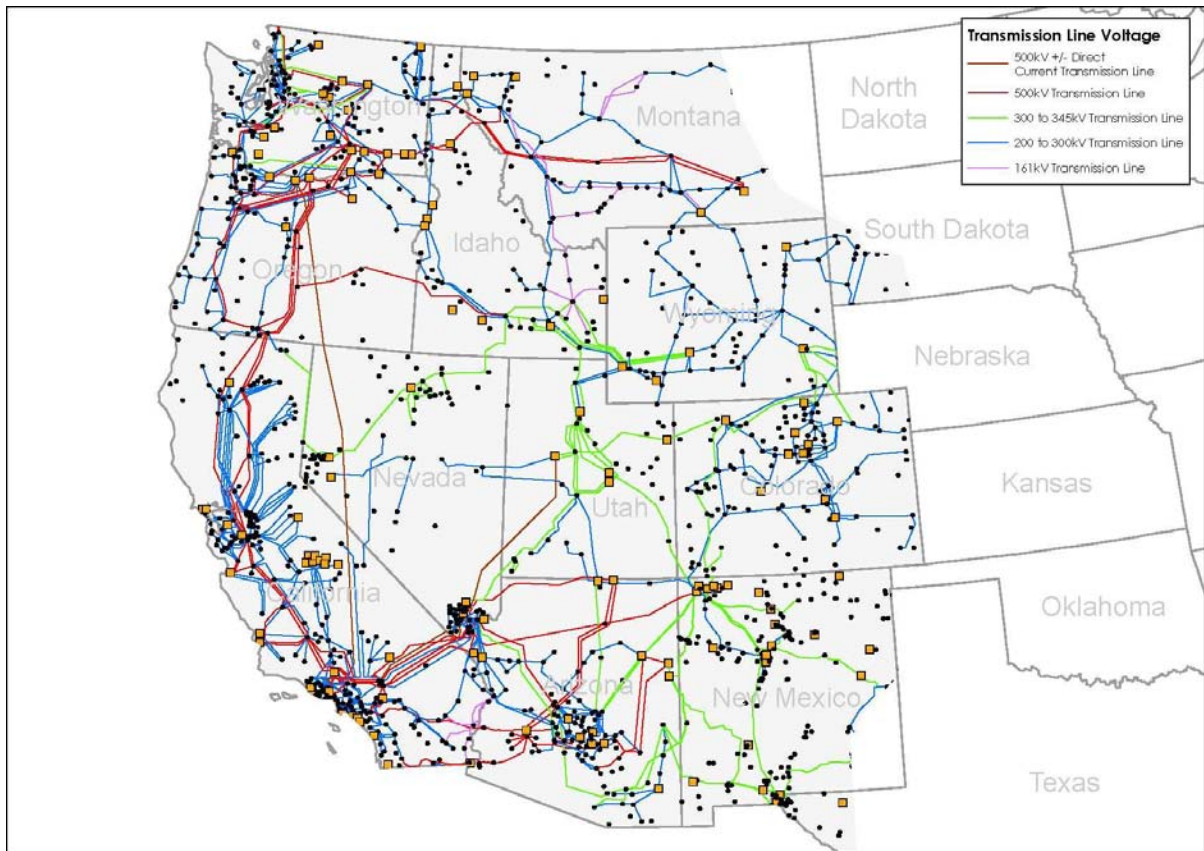 Transmission Line Voltage
500kV +/- Direct
Current Transmission Line
500kV Transmission Line
300 to 345kV Transmission Line
200 to 300kV Transmission Line
161kV Transmission Line
Washington
Montana
North
Dakota
South Dakota
Idaho
Oregon
Wyoming
Nebraska
Nevada
Utah
Colorado
Kansas
California
Oklahoma
Arizona
New Mexico
Texas